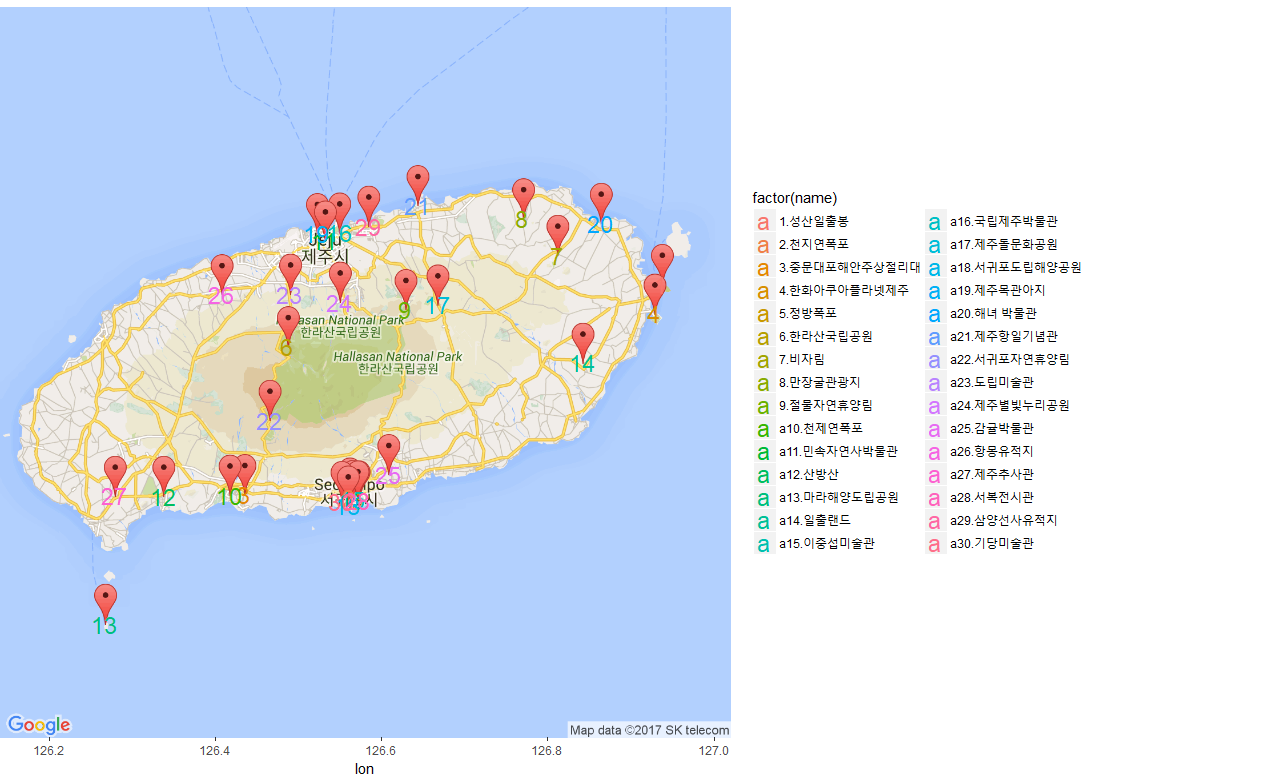 21
8
20
7
29
16
Jeju
제주시
26
23
24
9
17
4
14
Hallasan National Park
한라산국립공원
6
Hallasan National Park
한라산국립공원
22
25
27
12
10
3
서귀포시
15
13
Google
Map data ©2017 SK telecom
126.2
126.4
126.6
126.8
127.0
lon
factor(name)
a 1.성산일출봉
a 2.천지연폭포
a 3.중문대포해안주상절리대
a 4.한화아쿠아플라넷제주
a 5.정방폭포
a 6.한라산국립공원
a 7.비자림
a 8.만장굴관광지
a 9.절물자연휴양림
a a10.천제연폭포
a a11.민속자연사박물관
a a12.산방산
a a13.마라해양도립공원
a a14.일출랜드
a a15.이중섭미술관
a a16.국립제주박물관
a a17.제주돌문화공원
a a18.서귀포도립해양공원
a a19.제주목관아지
a a20.해녀 박물관
a a21.제주항일기념관
a a22.서귀포자연휴양림
a a23.도립미술관
a a24.제주별빛누리공원
a a25.감귤박물관
a a26.항몽유적지
a a27.제주추사관
a a28.서복전시관
a a29.삼양선사유적지
a a30.기당미술관